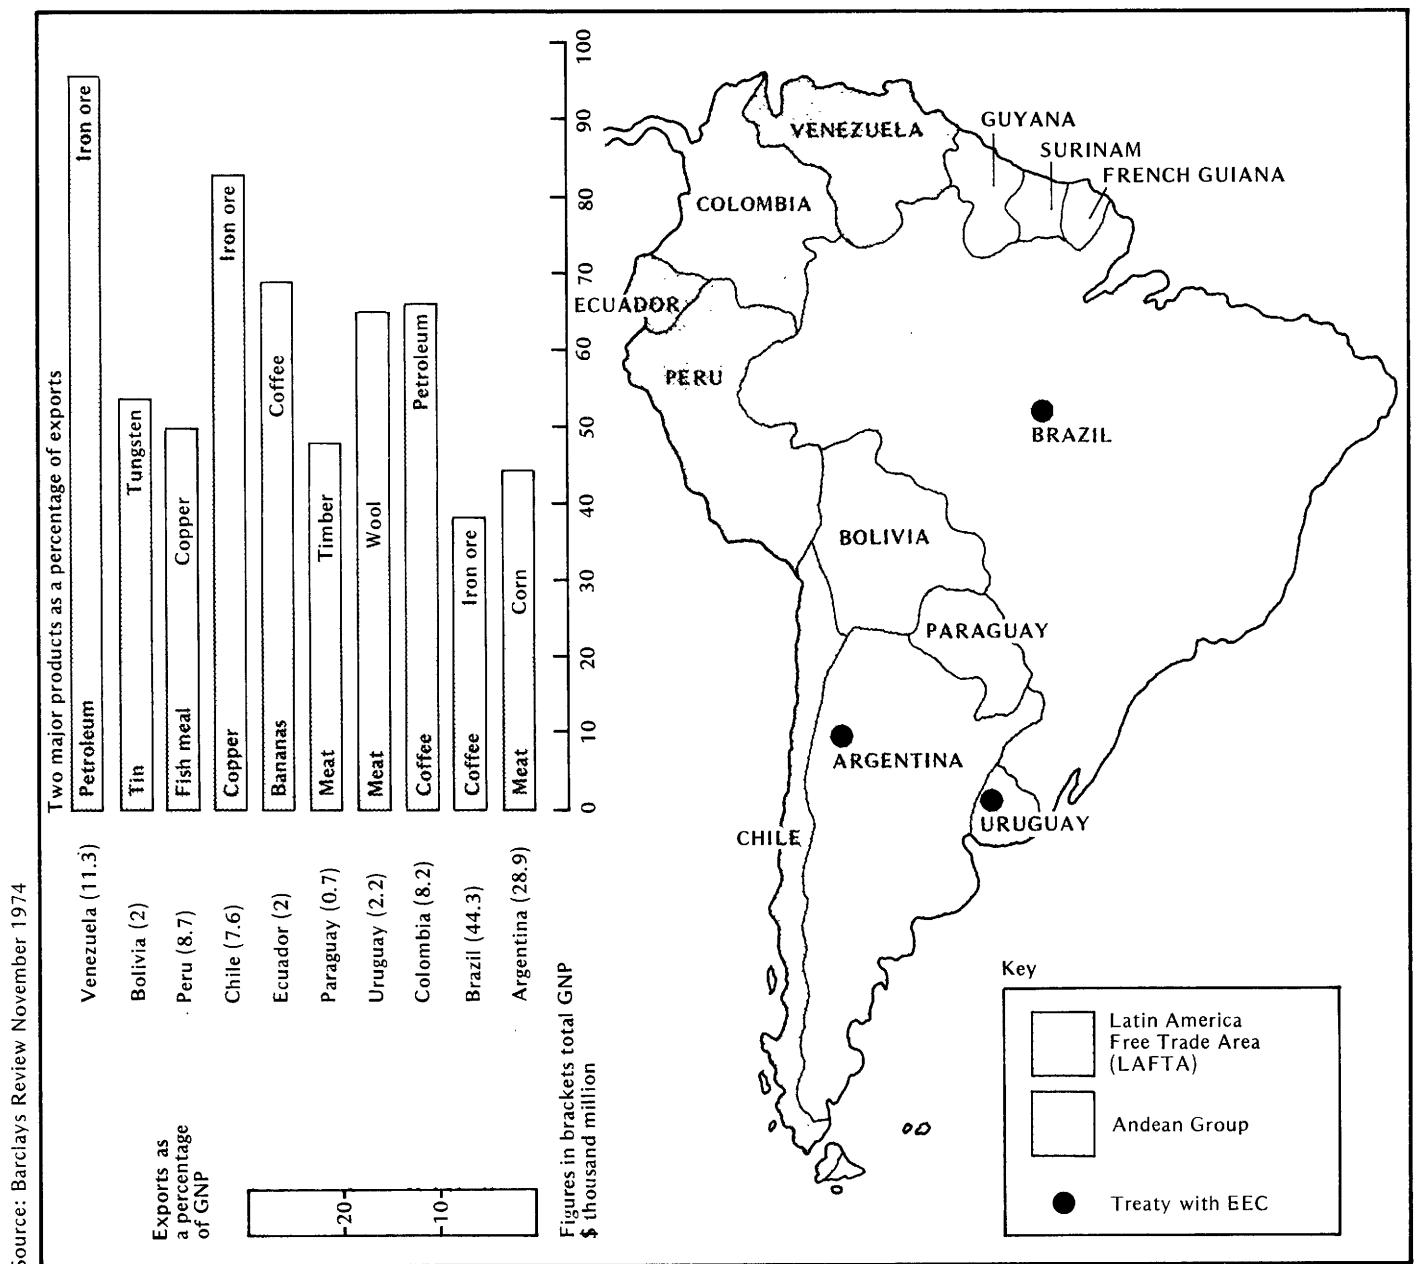 Source: Barclays Review November 1974
Two major products as a percentage of exports
Petroleum Iron ore
Tin Tungsten
Fish meal Copper
Copper Iron ore
Bananas Coffee
Meat Timber
Meat Wool
Coffee Petroleum
Coffee Iron ore
Meat Corn
0 10 20 30 40 50 60 70 80 90 100
Venezuela (11.3)
Bolivia (2)
Peru (8.7)
Chile (7.6)
Ecuador (2)
Paraguay (0.7)
Uruguay (2.2)
Colombia (8.2)
Brazil (44.3)
Argentina (28.9)
Exports as
a percentage
of GNP
20
10
Figures in brackets total GNP
$ thousand million
VENEZUELA
GUYANA
SURINAM
FRENCH GUIANA
COLOMBIA
ECUADOR
PERU
BRAZIL
BOLIVIA
PARAGUAY
ARGENTINA
URUGUAY
CHILE
Key
Latin America
Free Trade Area
(LAFTA)
Andean Group
Treaty with EEC